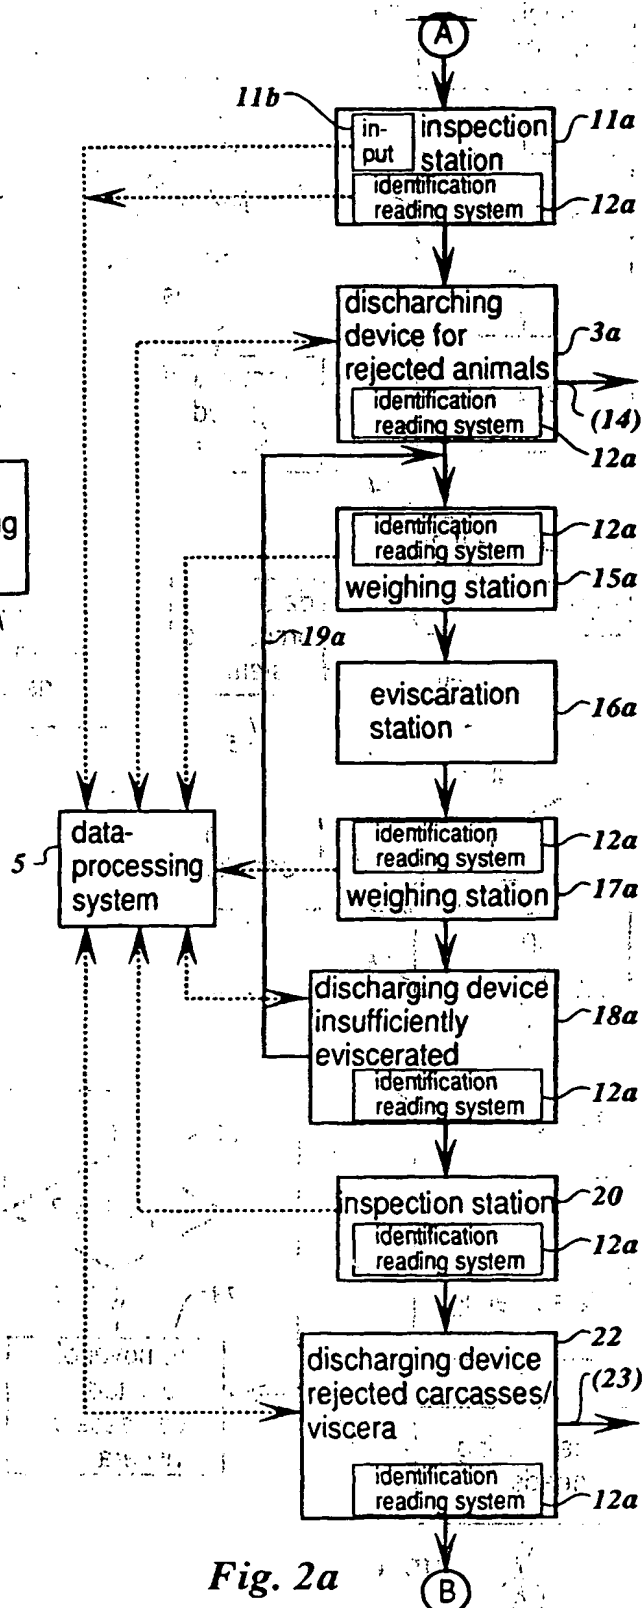 A
11b
in-
put
inspection
station
11a
identification
reading system
12a
discharching
device for
rejected animals
3a
(14)
identification
reading system
12a
identification
reading system
12a
weighing station
15a
19a
evisceration
station
16a
identification
reading system
12a
weighing station
17a
5
data-
processing
system
discharging device
insufficiently
eviscerated
18a
identification
reading system
12a
inspection station
20
identification
reading system
12a
22
discharging device
rejected carcasses/
viscera
(23)
identification
reading system
12a
Fig. 2a
B